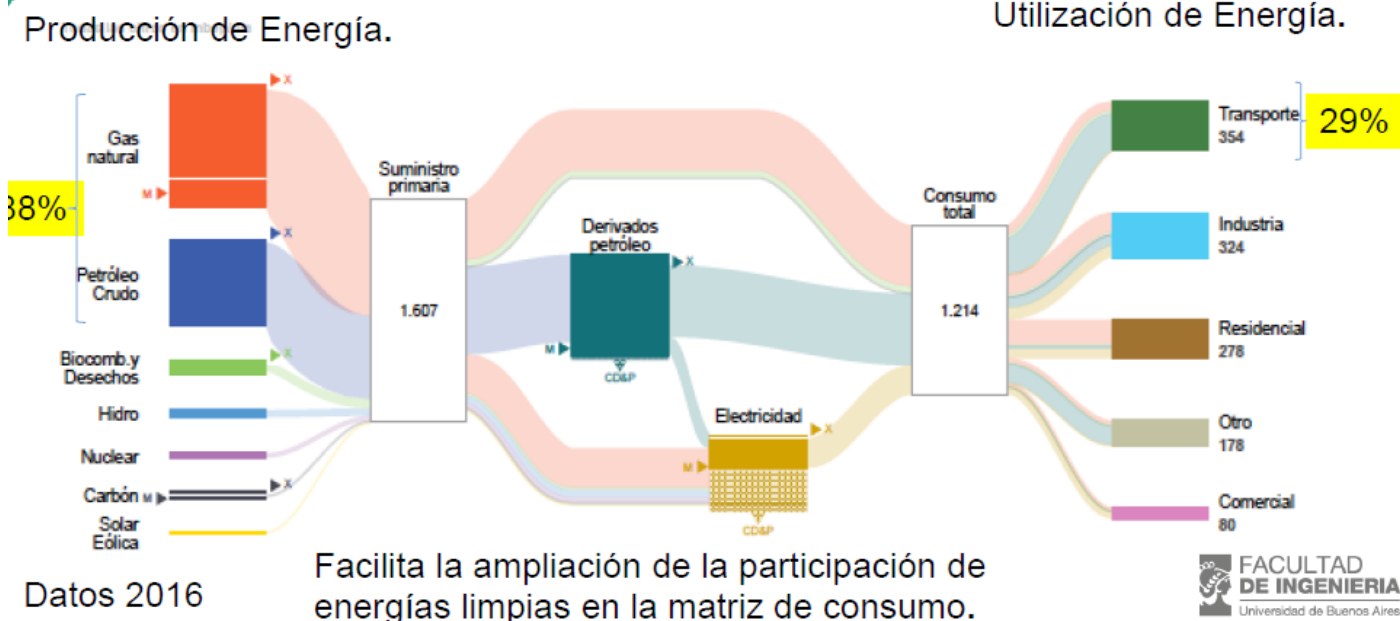 Producción de Energía.
Utilización de Energía.
X
Gas
natural
M
38%
X
Petróleo
Crudo
X
Biocomb.y
Desechos
Hidro
Nuclear
X
Carbón M
Solar
Eólica
Suministro
primaria
1.607
Derivados
petróleo
X
M
CD&P
Electricidad
X
M
CD&P
Consumo
total
1.214
Transporte
354
29%
Industria
324
Residencial
278
Otro
178
Comercial
80
Datos 2016
Facilita la ampliación de la participación de
energías limpias en la matriz de consumo.
FACULTAD
DE INGENIERIA
Universidad de Buenos Aires